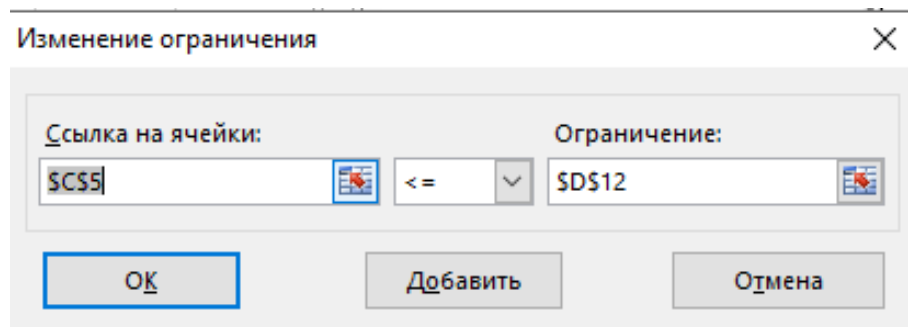 Изменение ограничения
Ссылка на ячейки:
Ограничение:
$C$5
<=
$D$12
ОК
Добавить
Отмена